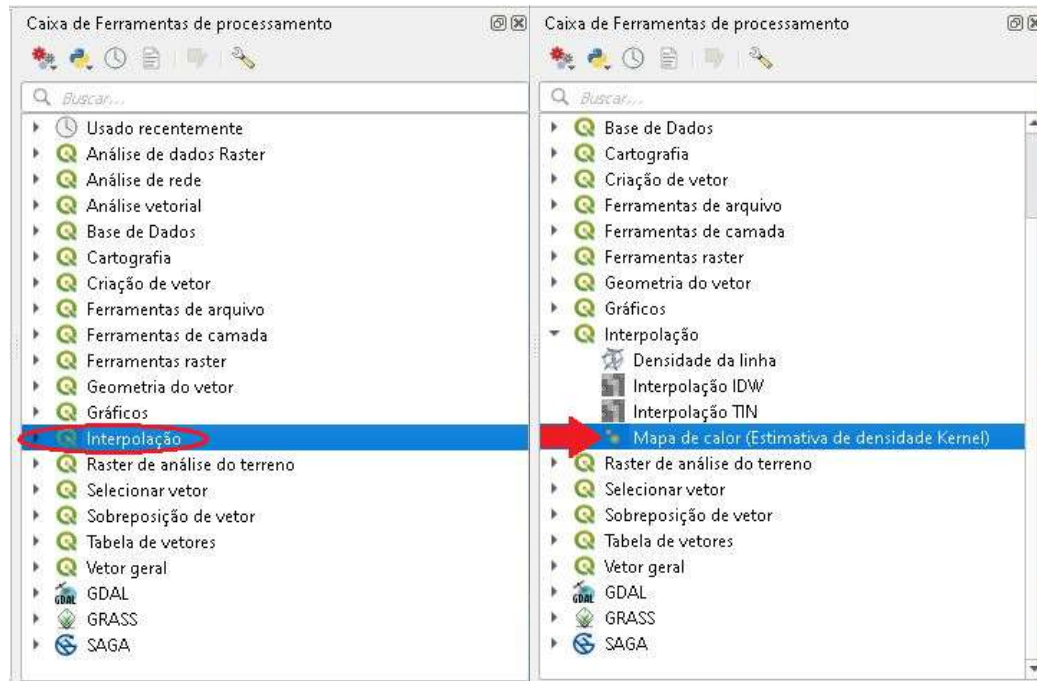 Caixa de Ferramentas de processamento
Buscar...
Usado recentemente
Análise de dados Raster
Análise de rede
Análise vetorial
Base de Dados
Cartografia
Criação de vetor
Ferramentas de arquivo
Ferramentas de camada
Ferramentas raster
Geometria do vetor
Gráficos
Interpolação
Raster de análise do terreno
Selecionar vetor
Sobreposição de vetor
Tabela de vetores
Vetor geral
GDAL GDAL
GRASS
SAGA
Caixa de Ferramentas de processamento
Buscar...
Base de Dados
Cartografia
Criação de vetor
Ferramentas de arquivo
Ferramentas de camada
Ferramentas raster
Geometria do vetor
Gráficos
Interpolação
Densidade da linha
Interpolação IDW
Interpolação TIN
Mapa de calor (Estimativa de densidade Kernel)
Raster de análise do terreno
Selecionar vetor
Sobreposição de vetor
Tabela de vetores
Vetor geral
GDAL GDAL
GRASS
SAGA